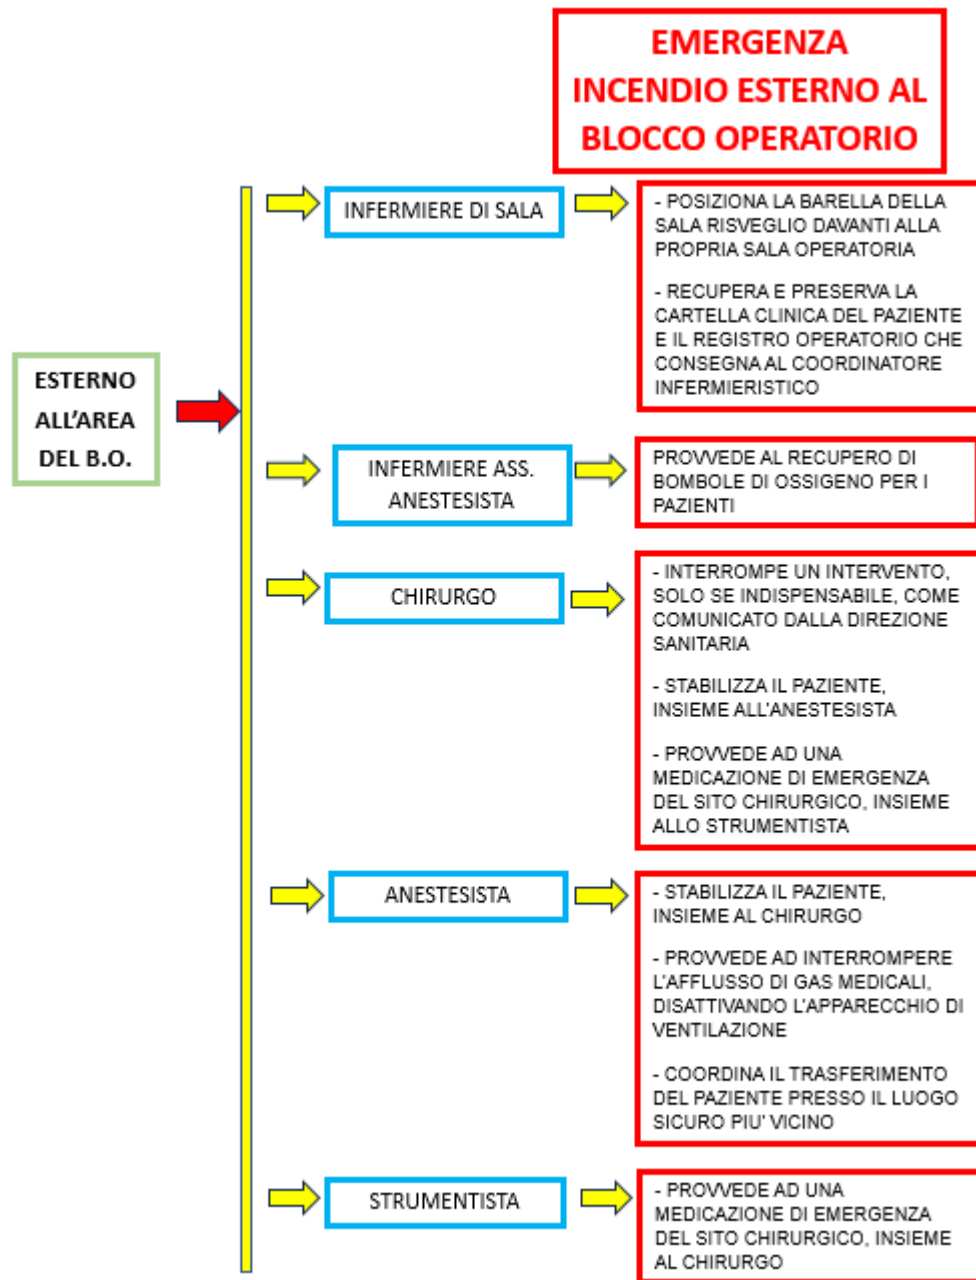 EMERGENZA
INCENDIO ESTERNO AL
BLOCCO OPERATORIO
ESTERNO
ALL'AREA
DEL B.O.
INFERMIERE DI SALA
- POSIZIONA LA BARELLA DELLA
SALA RISVEGLIO DAVANTI ALLA
PROPRIA SALA OPERATORIA
- RECUPERA E PRESERVA LA
CARTELLA CLINICA DEL PAZIENTE
E IL REGISTRO OPERATORIO CHE
CONSEGNA AL COORDINATORE
INFERMIERISTICO
INFERMIERE ASS.
ANESTESISTA
PROVVEDE AL RECUPERO DI
BOMBOLE DI OSSIGENO PER I
PAZIENTI
CHIRURGO
- INTERROMPE UN INTERVENTO,
SOLO SE INDISPENSABILE, COME
COMUNICATO DALLA DIREZIONE
SANITARIA
- STABILIZZA IL PAZIENTE,
INSIEME ALL'ANESTESISTA
- PROVVEDE AD UNA
MEDICAZIONE DI EMERGENZA
DEL SITO CHIRURGICO, INSIEME
ALLO STRUMENTISTA
ANESTESISTA
- STABILIZZA IL PAZIENTE,
INSIEME AL CHIRURGO
- PROVVEDE AD INTERROMPERE
L'AFFLUSSO DI GAS MEDICALI,
DISATTIVANDO L'APPARECCHIO DI
VENTILAZIONE
- COORDINA IL TRASFERIMENTO
DEL PAZIENTE PRESSO IL LUOGO
SICURO PIU' VICINO
STRUMENTISTA
- PROVVEDE AD UNA
MEDICAZIONE DI EMERGENZA
DEL SITO CHIRURGICO, INSIEME
AL CHIRURGO